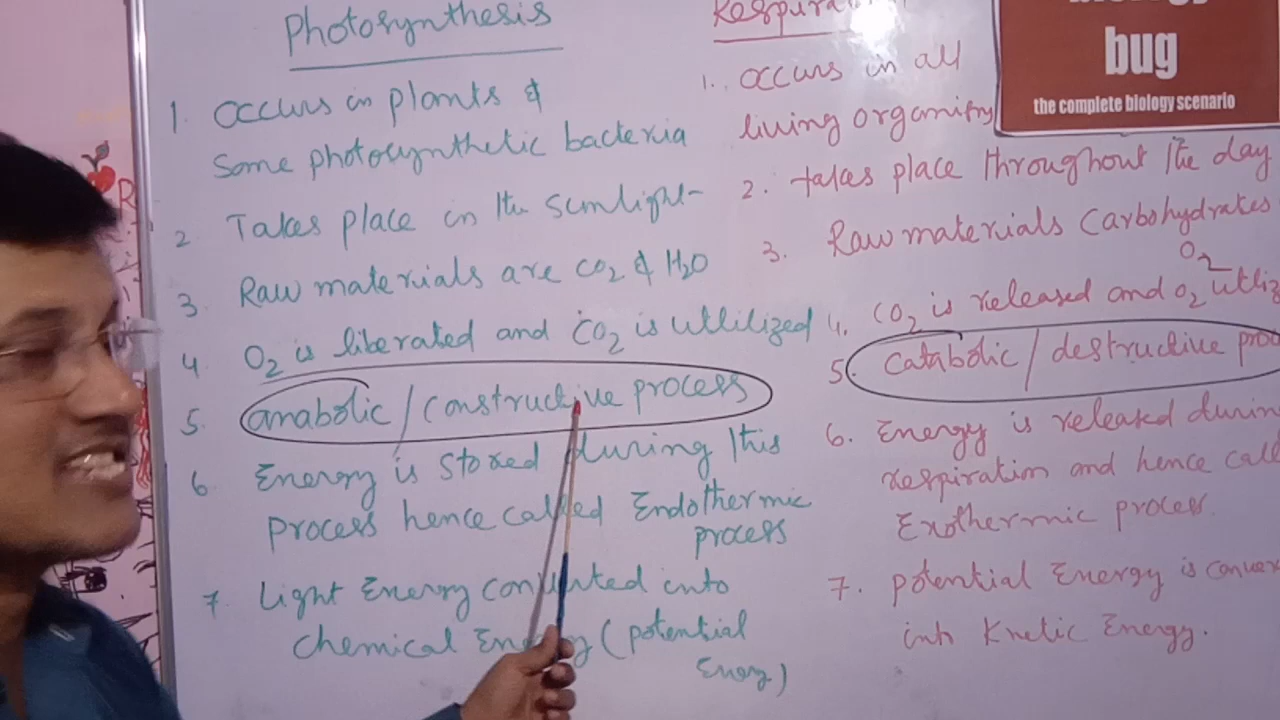 Photosynthesis
1. Occurs in plants &
Some photosynthetic bacteria
2 Takes place in the sunlight
3 Raw materials are CO2 & H2O
4 O2 is liberated and CO2 is utilized
5. anabolic / constructive process
6 Energy is stored during this
process hence called Endothermic
process
7 Light Energy converted into
chemical Energy (potential
Energy)
1. occurs in all
living organisms
2. takes place throughout the day
3. Raw materials Carbohydrates
O2
4. CO2 is released and O2
5. catabolic / destructive
6. Energy is released
respiration and hence
Exothermic process.
7. potential Energy is
into Knetic Energy.
bug
the complete biology scenario